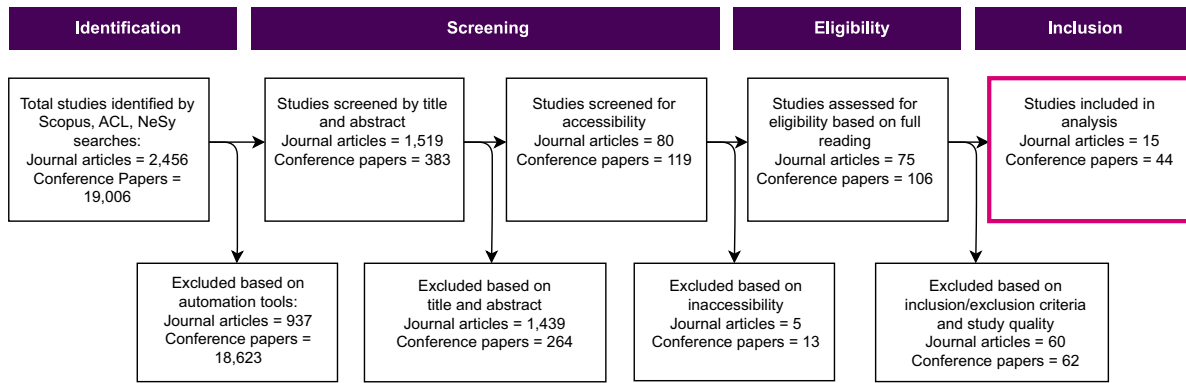 Identification
Screening
Eligibility
Inclusion
Total studies identified by
Scopus, ACL, NeSy
searches:
Journal articles = 2,456
Conference Papers =
19,006
Studies screened by title
and abstract
Journal articles = 1,519
Conference papers = 383
Studies screened for
accessibility
Journal articles = 80
Conference papers = 119
Studies assessed for
eligibility based on full
reading
Journal articles = 75
Conference papers = 106
Studies included in
analysis
Journal articles = 15
Conference papers = 44
Excluded based on
automation tools:
Journal articles = 937
Conference papers =
18,623
Excluded based on
title and abstract
Journal articles = 1,439
Conference papers = 264
Excluded based on
inaccessibility
Journal articles = 5
Conference papers = 13
Excluded based on
inclusion/exclusion criteria
and study quality
Journal articles = 60
Conference papers = 62